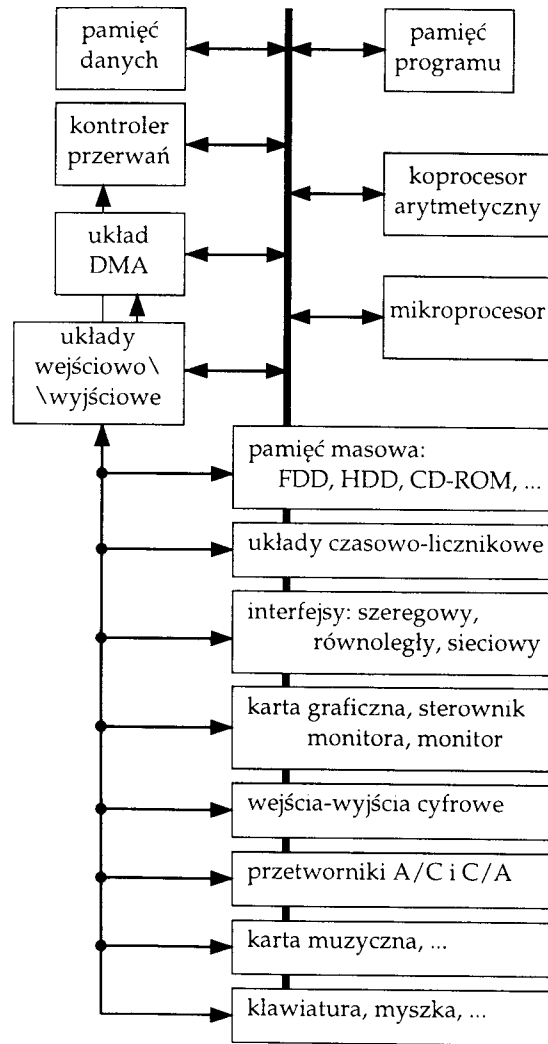 pamięć
danych
pamięć
programu
kontroler
przerwań
koprocesor
arytmetyczny
układ
DMA
mikroprocesor
układy
wejściowo\
\wyjściowe
pamięć masowa:
FDD, HDD, CD-ROM, ...
układy czasowo-licznikowe
interfejsy: szeregowy,
równoległy, sieciowy
karta graficzna, sterownik
monitora, monitor
wejścia-wyjścia cyfrowe
przetworniki A/C i C/A
karta muzyczna, ...
klawiatura, myszka, ...